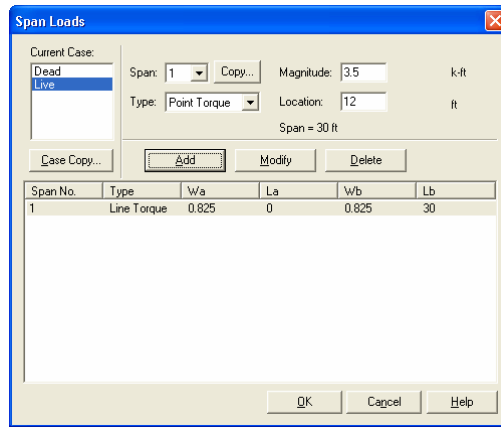 Span Loads
Current Case:
Dead
Live
Span: 1 Copy... Magnitude: 3.5 k-ft
Type: Point Torque Location: 12 ft
Span = 30 ft
Case Copy... Add Modify Delete
Span No. Type Wa La Wb Lb
1 Line Torque 0.825 0 0.825 30
OK Cancel Help